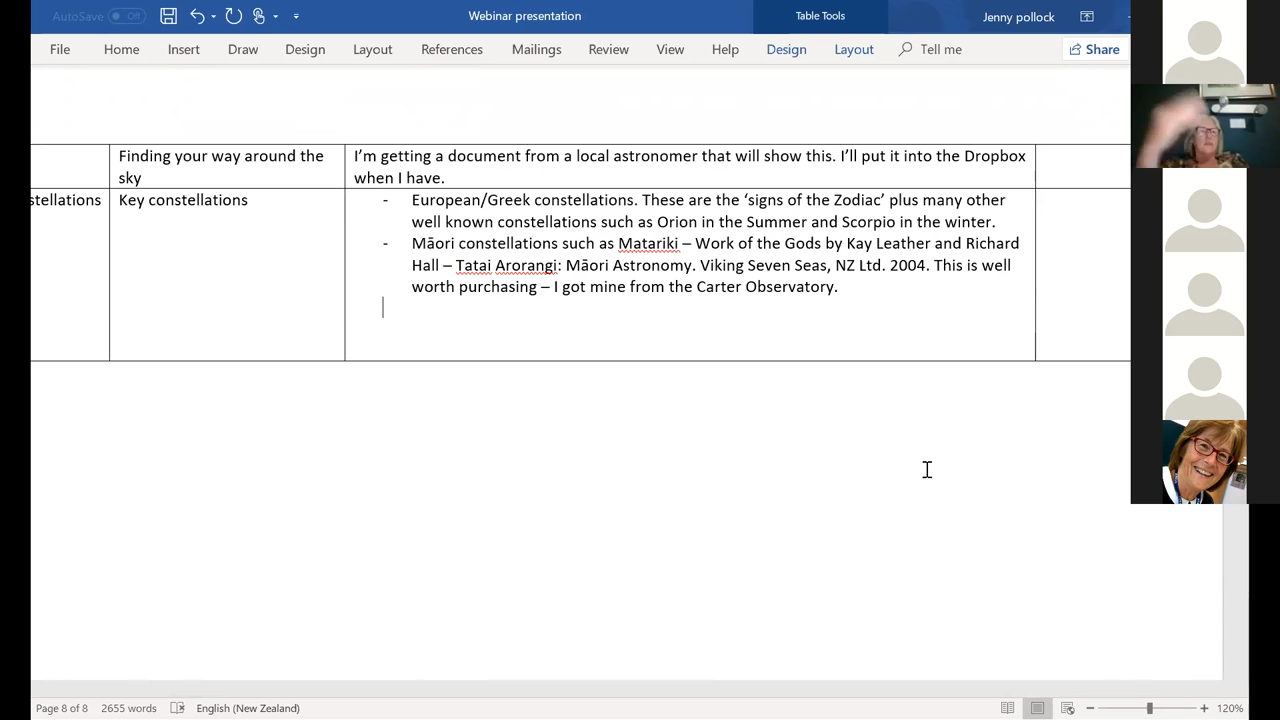 AutoSave Off
Webinar presentation
Table Tools
Jenny pollock
File Home Insert Draw Design Layout References Mailings Review View Help Design Layout Tell me Share
Finding your way around the
sky
I'm getting a document from a local astronomer that will show this. I'll put it into the Dropbox
when I have.
stellations
Key constellations
- European/Greek constellations. These are the 'signs of the Zodiac' plus many other
well known constellations such as Orion in the Summer and Scorpio in the winter.
- Māori constellations such as Matariki – Work of the Gods by Kay Leather and Richard
Hall – Tatai Arorangi: Māori Astronomy. Viking Seven Seas, NZ Ltd. 2004. This is well
worth purchasing – I got mine from the Carter Observatory.
Page 8 of 8 2655 words English (New Zealand) 120%